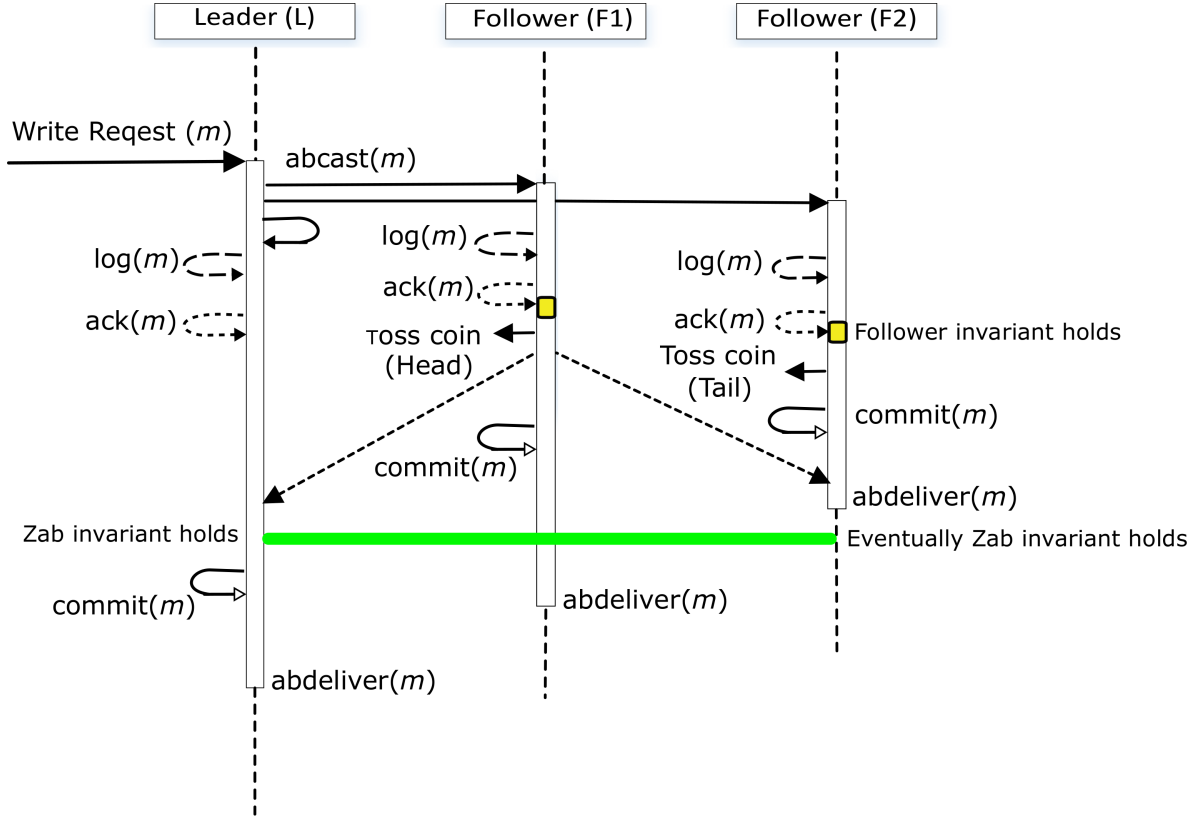 Leader (L)
Follower (F1)
Follower (F2)
Write Reqest (m)
abcast(m)
log(m)
log(m)
log(m)
ack(m)
ack(m)
ack(m)
Follower invariant holds
Toss coin
(Head)
Toss coin
(Tail)
commit(m)
commit(m)
abdeliver(m)
Zab invariant holds
Eventually Zab invariant holds
commit(m)
abdeliver(m)
abdeliver(m)